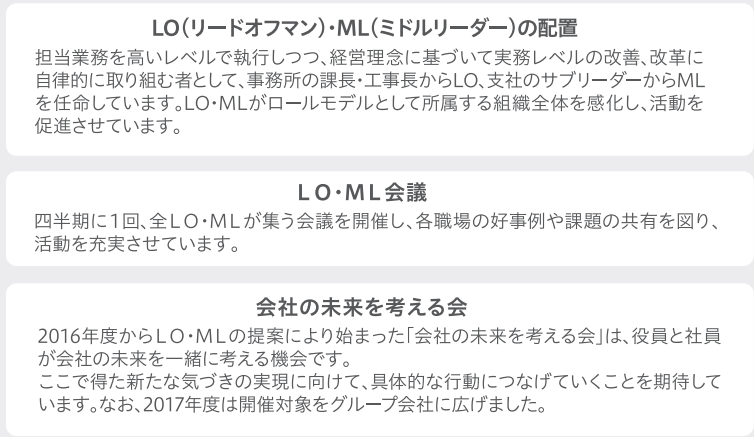 LO（リードオフマン）・ML（ミドルリーダー）の配置
担当業務を高いレベルで執行しつつ、経営理念に基づいて実務レベルの改善、改革に
自律的に取り組む者として、事務所の課長・工事長からLO、支社のサブリーダーからML
を任命しています。LO・MLがロールモデルとして所属する組織全体を感化し、活動を
促進させています。
ＬＯ・ＭＬ会議
四半期に１回、全ＬＯ・ＭＬが集う会議を開催し、各職場の好事例や課題の共有を図り、
活動を充実させています。
会社の未来を考える会
2016年度からＬＯ・ＭＬの提案により始まった「会社の未来を考える会」は、役員と社員
が会社の未来を一緒に考える機会です。
ここで得た新たな気づきの実現に向けて、具体的な行動につなげていくことを期待して
います。なお、2017年度は開催対象をグループ会社に広げました。